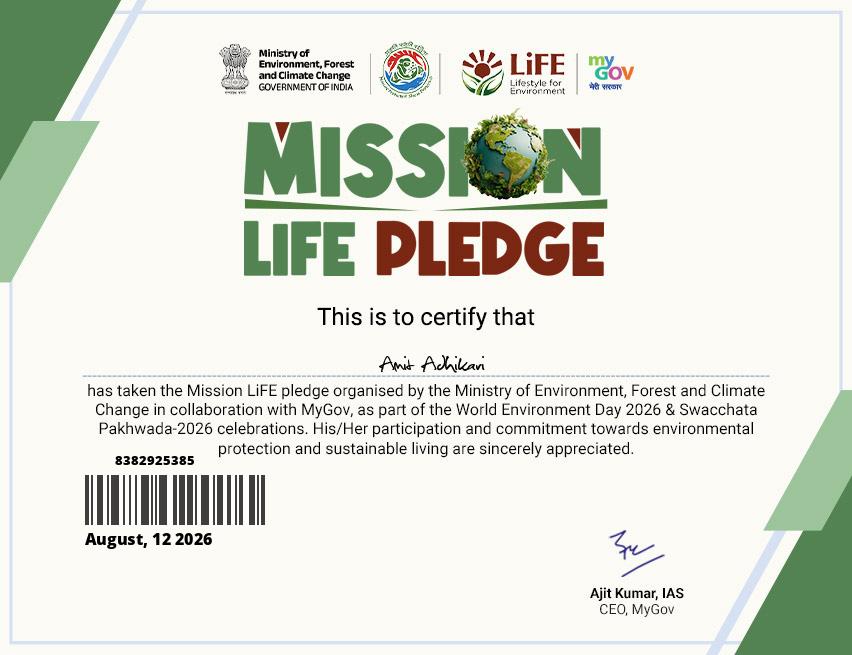 Ministry of
Environment, Forest
and Climate Change
GOVERNMENT OF INDIA
LiFE
Lifestyle for
Environment
my
GOV
मेरी सरकार
MISSION
LIFE PLEDGE
This is to certify that
Amit Adhikari
has taken the Mission LiFE pledge organised by the Ministry of Environment, Forest and Climate
Change in collaboration with MyGov, as part of the World Environment Day 2026 & Swacchata
Pakhwada-2026 celebrations. His/Her participation and commitment towards environmental
protection and sustainable living are sincerely appreciated.
8382925385
August, 12 2026
Ajit Kumar, IAS
CEO, MyGov